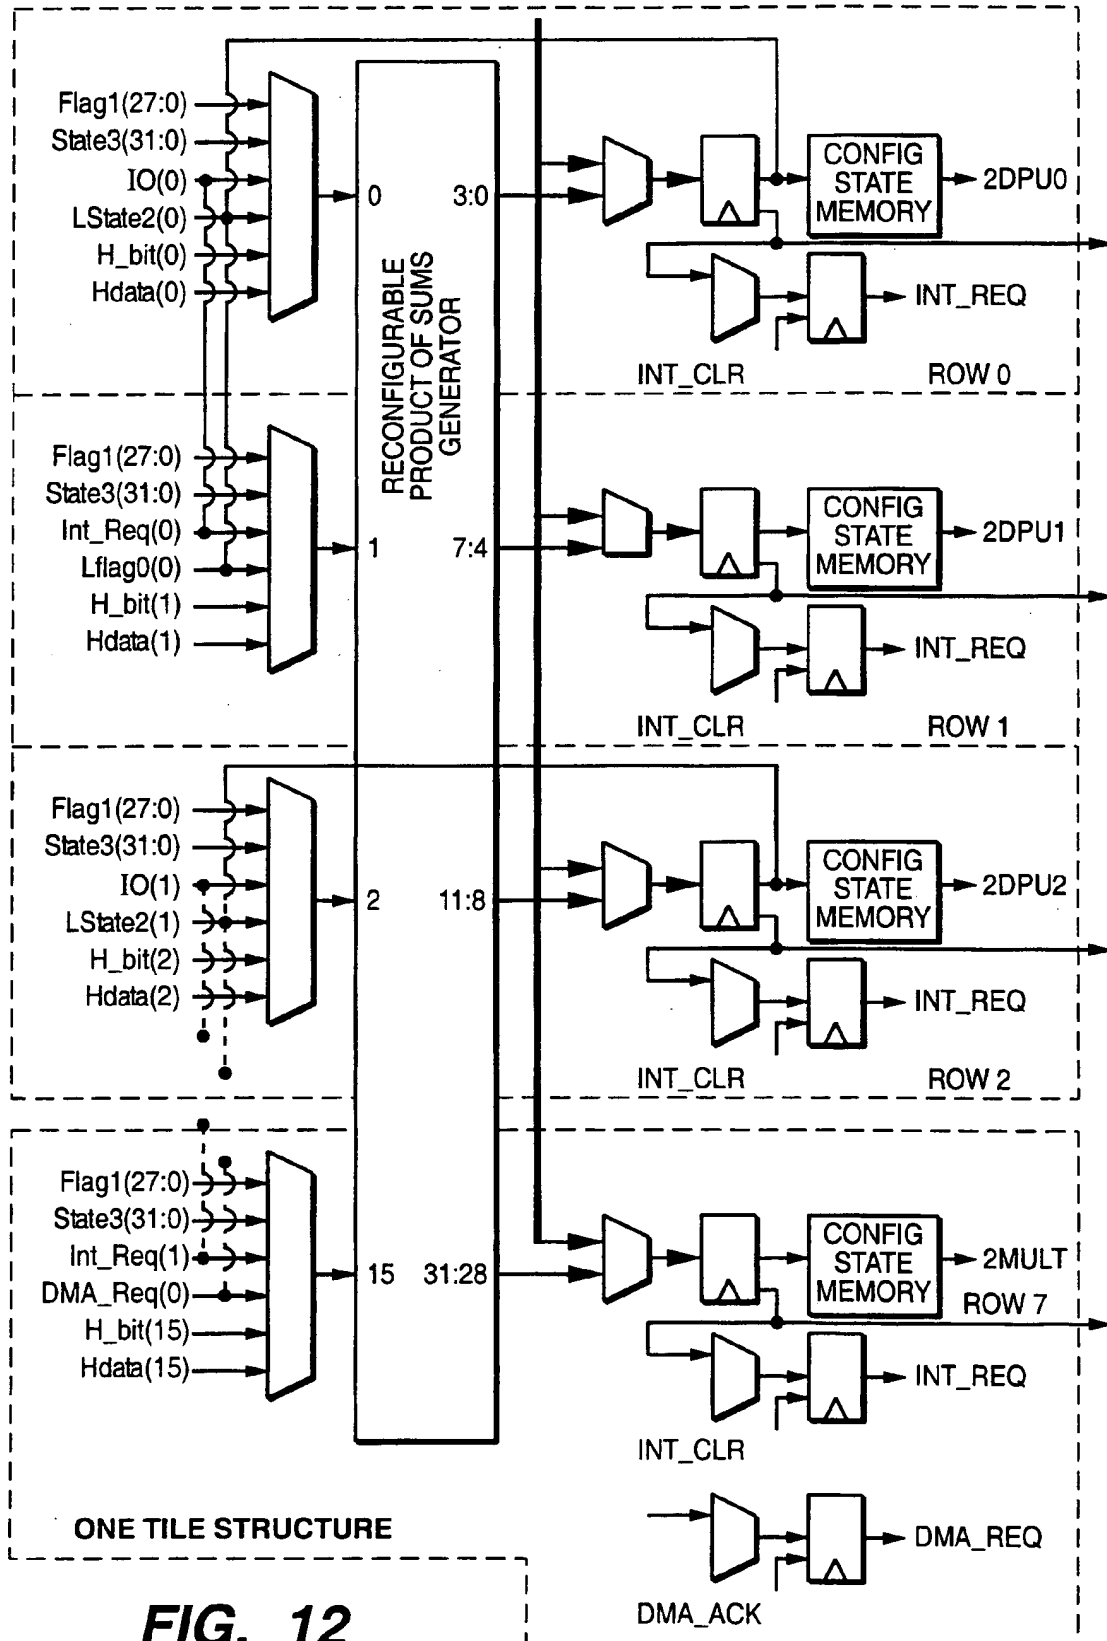 Flag1(27:0)
State3(31:0)
IO(0)
LState2(0)
H_bit(0)
Hdata(0)
0
3:0
RECONFIGURABLE
PRODUCT OF SUMS
GENERATOR
CONFIG
STATE
MEMORY
2DPU0
INT_REQ
INT_CLR
ROW 0
Flag1(27:0)
State3(31:0)
Int_Req(0)
Lflag0(0)
H_bit(1)
Hdata(1)
1
7:4
CONFIG
STATE
MEMORY
2DPU1
INT_REQ
INT_CLR
ROW 1
Flag1(27:0)
State3(31:0)
IO(1)
LState2(1)
H_bit(2)
Hdata(2)
2
11:8
CONFIG
STATE
MEMORY
2DPU2
INT_REQ
INT_CLR
ROW 2
Flag1(27:0)
State3(31:0)
Int_Req(1)
DMA_Req(0)
H_bit(15)
Hdata(15)
15
31:28
CONFIG
STATE
MEMORY
2MULT
ROW 7
INT_REQ
INT_CLR
DMA_REQ
DMA_ACK
ONE TILE STRUCTURE
FIG. 12